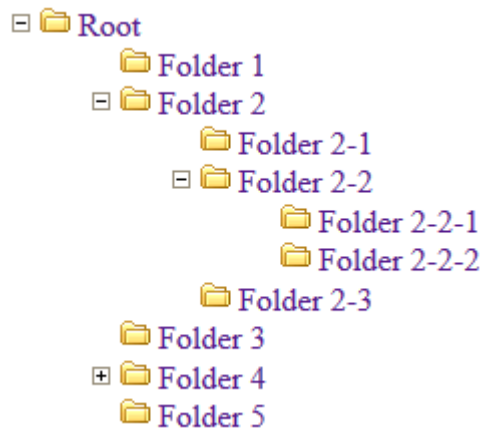 Root
Folder 1
Folder 2
Folder 2-1
Folder 2-2
Folder 2-2-1
Folder 2-2-2
Folder 2-3
Folder 3
Folder 4
Folder 5